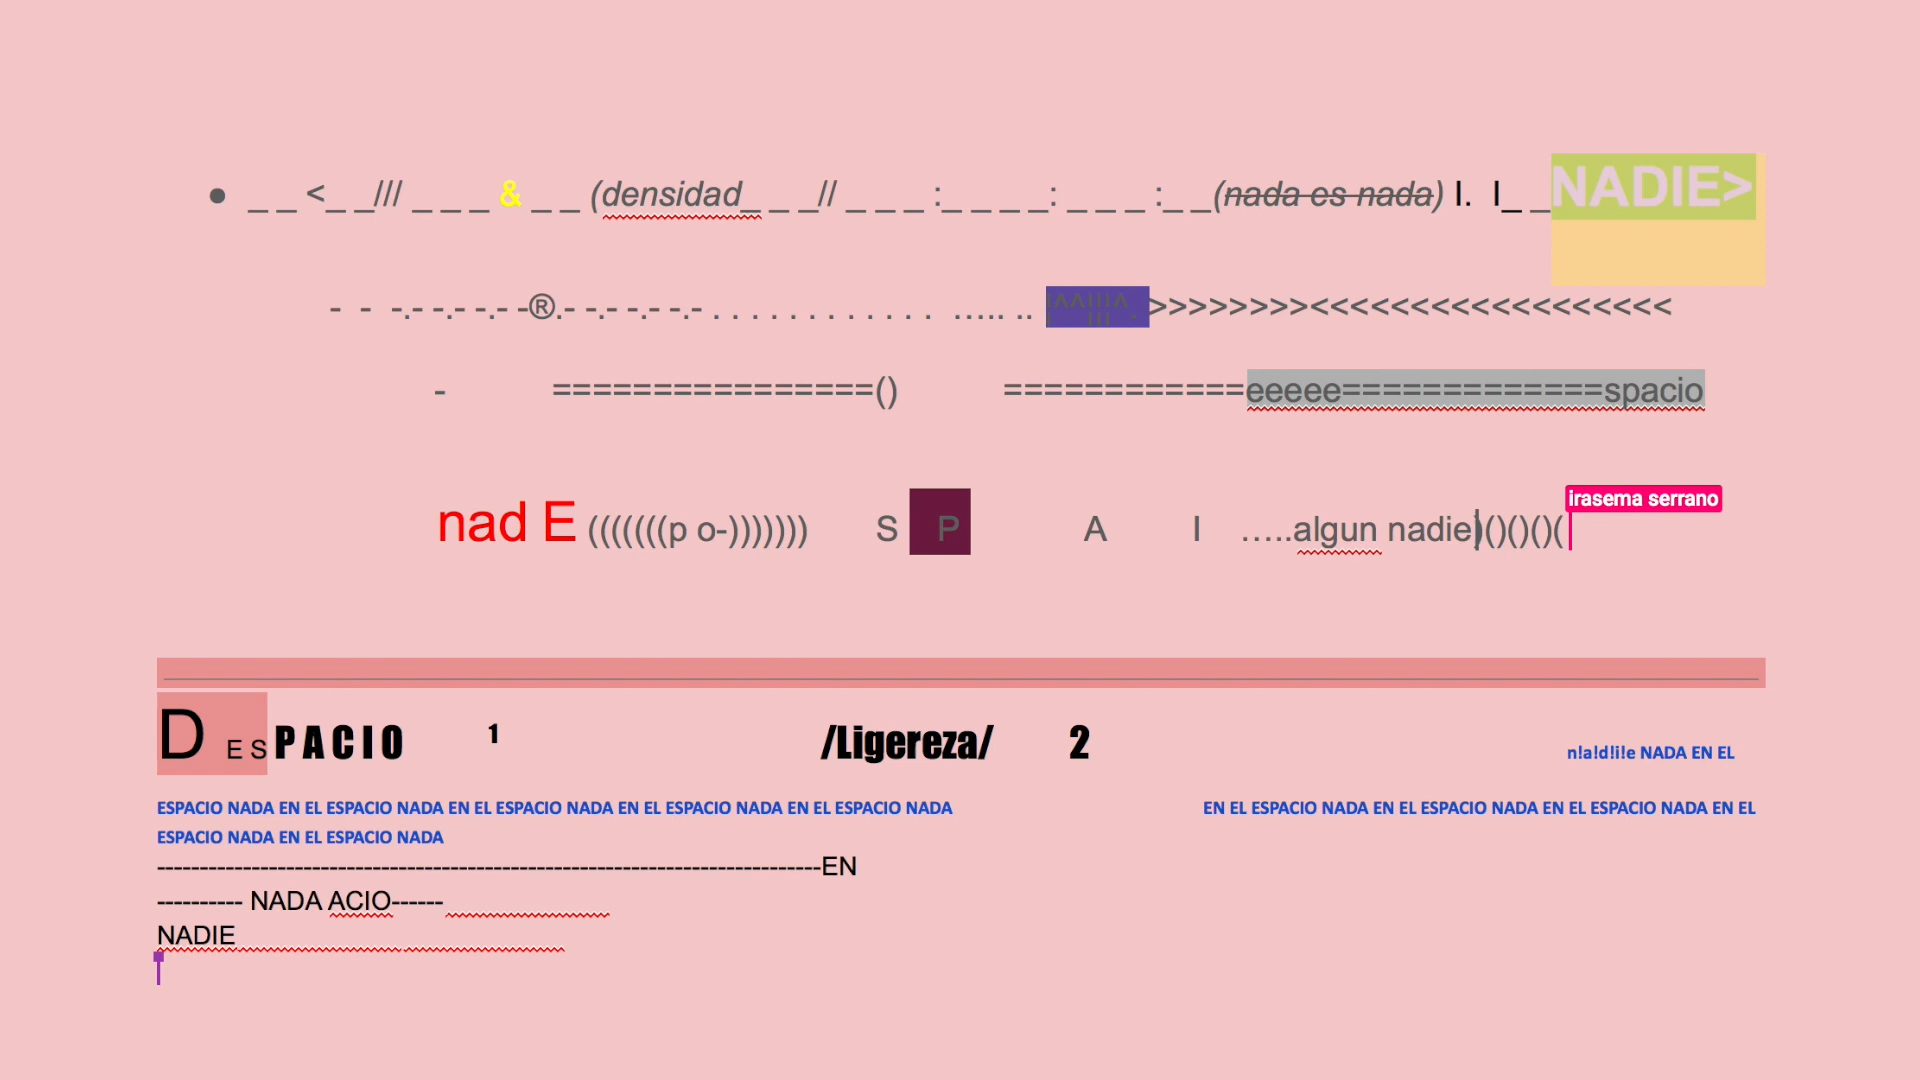 ● _ _ <_ _/// _ _ _ & _ _ (densidad_ _ _// _ _ _ :_ _ _ _: _ _ _ :_ _(nada es nada) I. I_ _NADIE>
- - -.- -.- -.- -®.- -.- -.- -.- . . . . . . . . . . . . ..... .. |^^|||^ ||| . >>>>>>>><<<<<<<<<<<<<<<<<<
- ================() ============eeeee=============spacio
irasema serrano
nad E (((((((p o-))))))) S P A I .....algun nadie)()()()(
D E S PACIO 1 /Ligereza/ 2 n!a!d!i!e NADA EN EL
ESPACIO NADA EN EL ESPACIO NADA EN EL ESPACIO NADA EN EL ESPACIO NADA EN EL ESPACIO NADA EN EL ESPACIO NADA EN EL ESPACIO NADA EN EL ESPACIO NADA EN EL
ESPACIO NADA EN EL ESPACIO NADA
------------------------------------------------------------------------------EN
---------- NADA ACIO------
NADIE